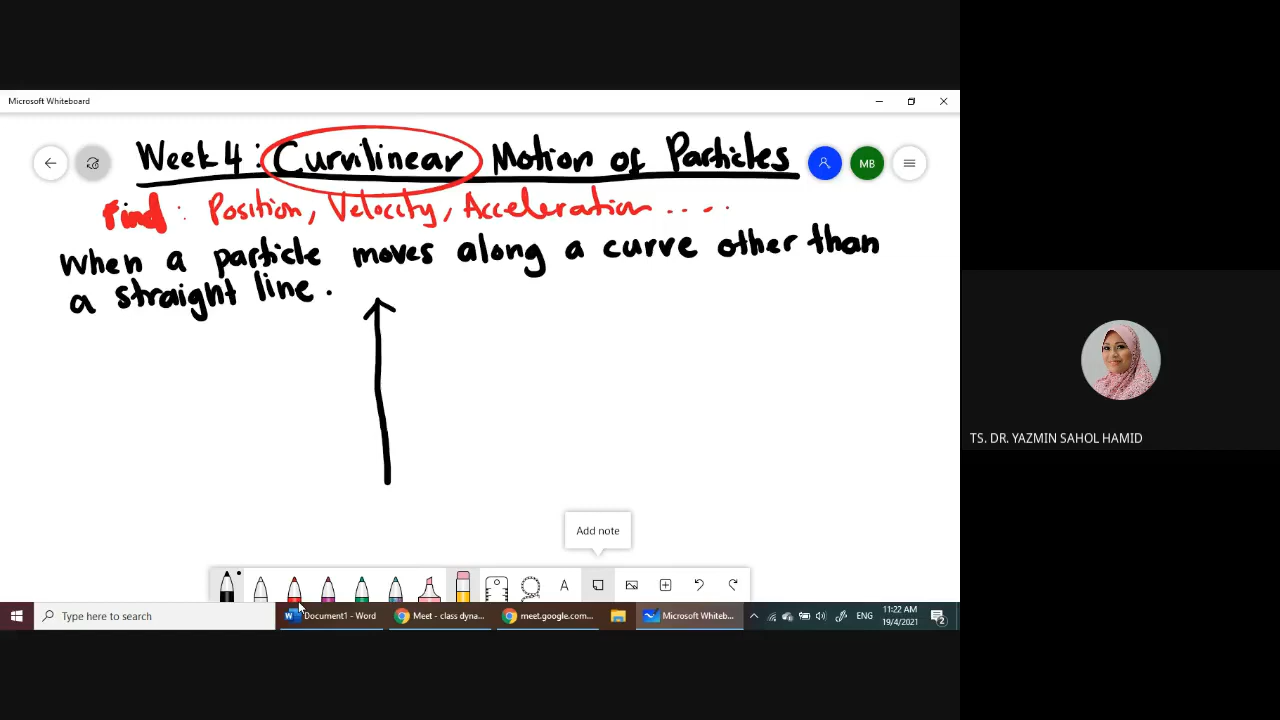 Microsoft Whiteboard
Week 4: Curvilinear Motion of Particles
MB
Find: Position, Velocity, Acceleration ....
When a particle moves along a curve other than
a straight line.
TS. DR. YAZMIN SAHOL HAMID
Add note
A
Type here to search
Document1 - Word
Meet - class dyna...
meet.google.com...
Microsoft Whiteb...
ENG
11:22 AM
19/4/2021
2